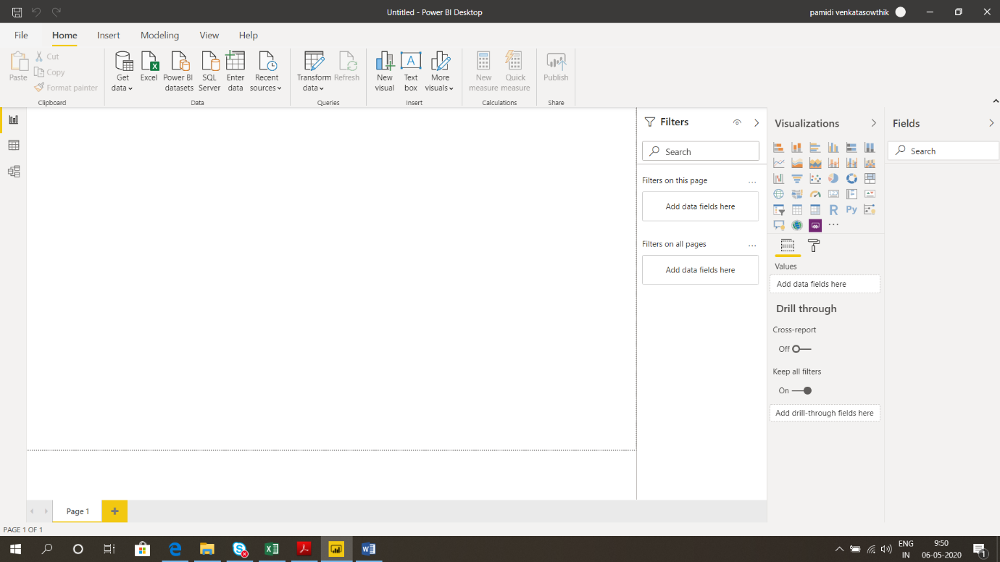 Untitled - Power BI Desktop
pamidi venkatasowthik
File Home Insert Modeling View Help
Paste
Cut
Copy
Format painter
Clipboard
Get data
Excel
Power BI datasets
SQL Server
Enter data
Recent sources
Data
Transform data
Refresh
Queries
New visual
Text box
More visuals
Insert
New measure
Quick measure
Calculations
Publish
Share
Filters
Search
Filters on this page
...
Add data fields here
Filters on all pages
...
Add data fields here
Visualizations
R Py
...
Values
Add data fields here
Drill through
Cross-report
Off
Keep all filters
On
Add drill-through fields here
Fields
Search
Page 1
+
PAGE 1 OF 1
ENG
IN
9:50
06-05-2020
1